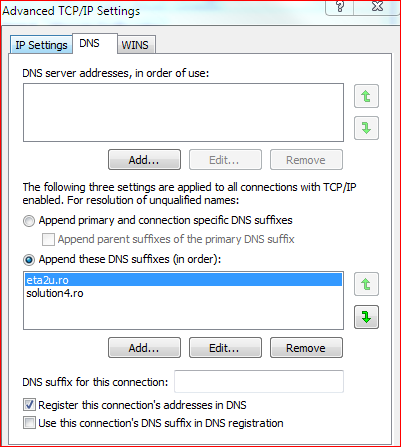 Advanced TCP/IP Settings
?
IP Settings DNS WINS
DNS server addresses, in order of use:
Add... Edit... Remove
The following three settings are applied to all connections with TCP/IP
enabled. For resolution of unqualified names:
Append primary and connection specific DNS suffixes
Append parent suffixes of the primary DNS suffix
Append these DNS suffixes (in order):
eta2u.ro
solution4.ro
Add... Edit... Remove
DNS suffix for this connection:
Register this connection's addresses in DNS
Use this connection's DNS suffix in DNS registration